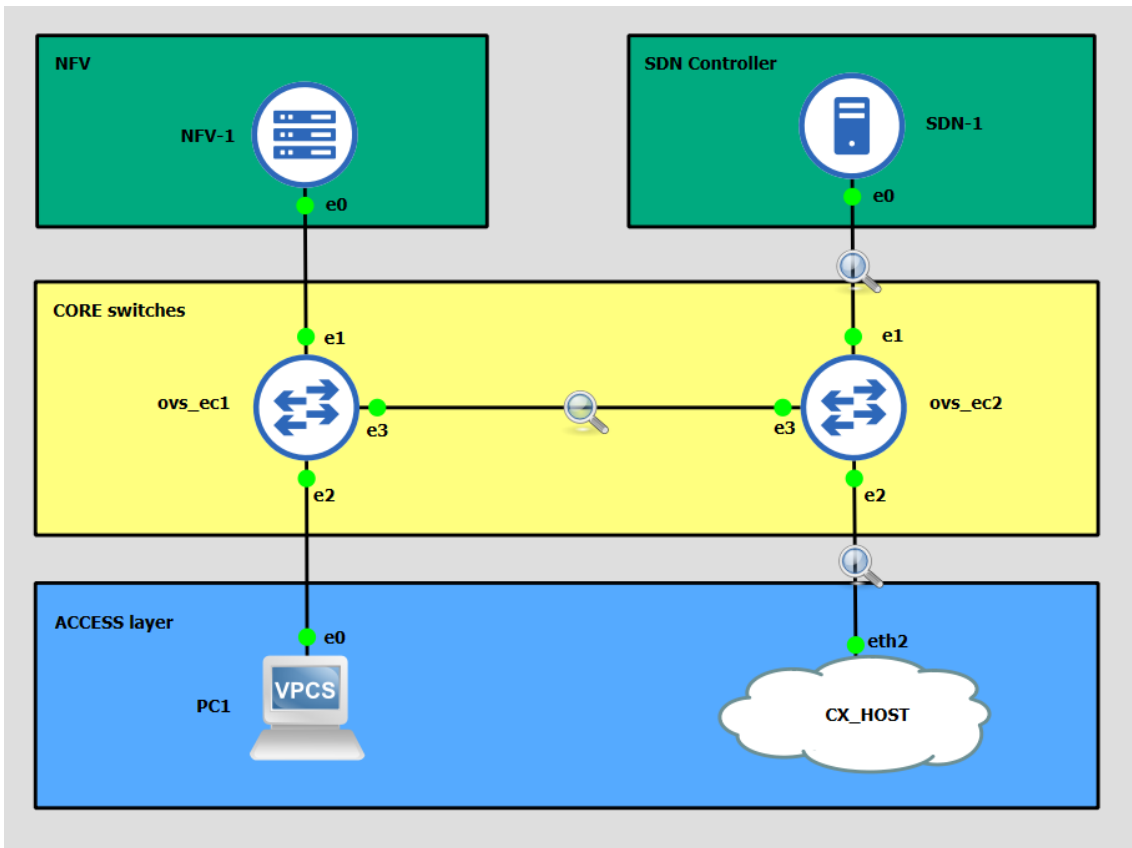 NFV
SDN Controller
NFV-1
SDN-1
e0
e0
CORE switches
e1
e1
ovs_ec1
ovs_ec2
e3
e3
e2
e2
ACCESS layer
e0
eth2
VPCS
PC1
CX_HOST